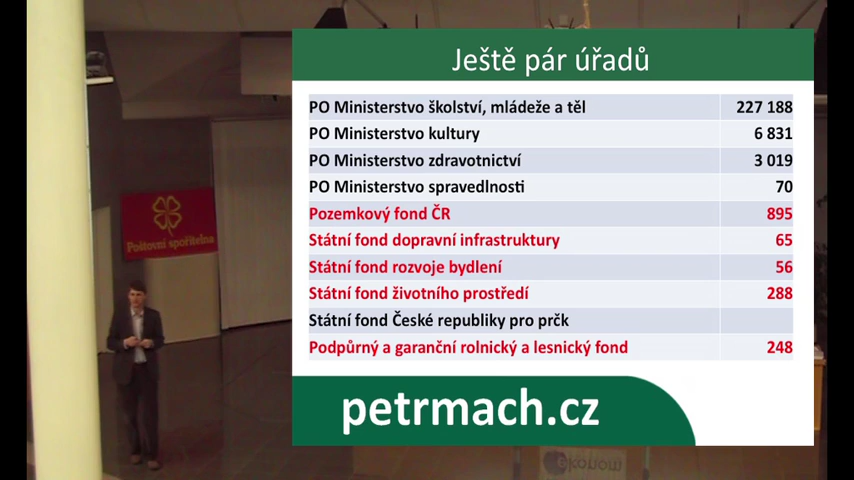 Ještě pár úřadů
PO Ministerstvo školství, mládeže a těl 227 188
PO Ministerstvo kultury 6 831
PO Ministerstvo zdravotnictví 3 019
PO Ministerstvo spravedlnosti 70
Pozemkový fond ČR 895
Státní fond dopravní infrastruktury 65
Státní fond rozvoje bydlení 56
Státní fond životního prostředí 288
Státní fond České republiky pro prčk
Podpůrný a garanční rolnický a lesnický fond 248
petrmach.cz
Poštovní spořitelna
ekonom